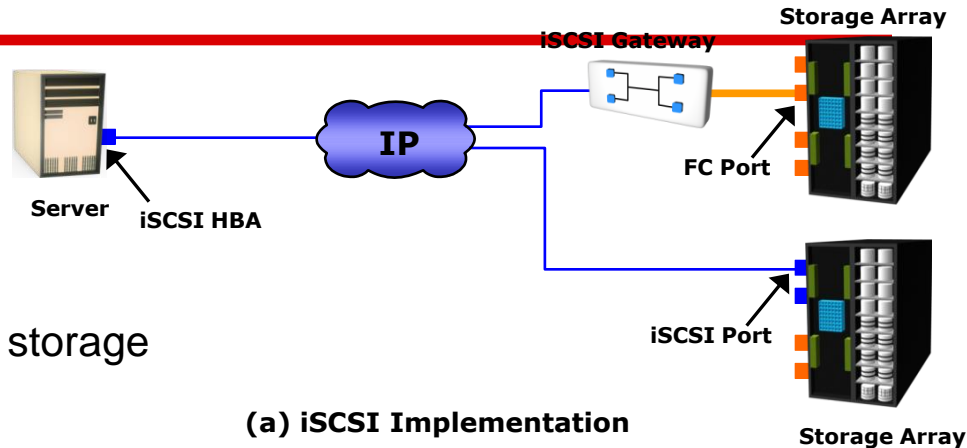 Storage Array
iSCSI Gateway
IP
FC Port
Server
iSCSI HBA
iSCSI Port
storage
(a) iSCSI Implementation
Storage Array